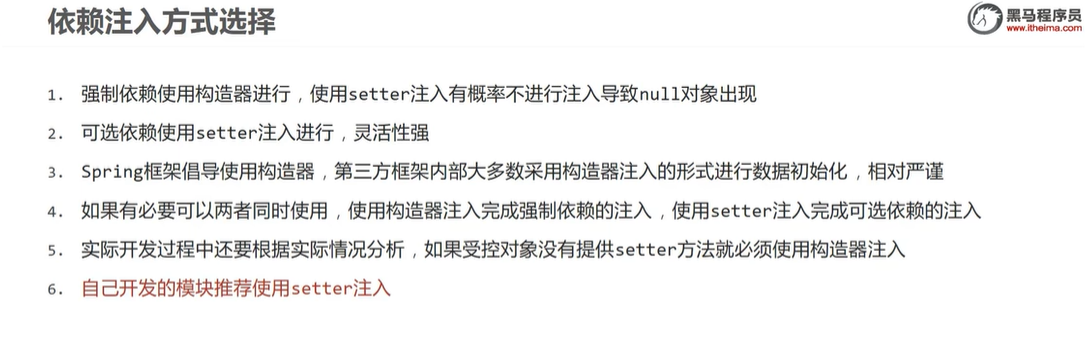 依赖注入方式选择
黑马程序员
www.itheima.com
1. 强制依赖使用构造器进行，使用setter注入有概率不进行注入导致null对象出现
2. 可选依赖使用setter注入进行，灵活性强
3. Spring框架倡导使用构造器，第三方框架内部大多数采用构造器注入的形式进行数据初始化，相对严谨
4. 如果有必要可以两者同时使用，使用构造器注入完成强制依赖的注入，使用setter注入完成可选依赖的注入
5. 实际开发过程中还要根据实际情况分析，如果受控对象没有提供setter方法就必须使用构造器注入
6. 自己开发的模块推荐使用setter注入